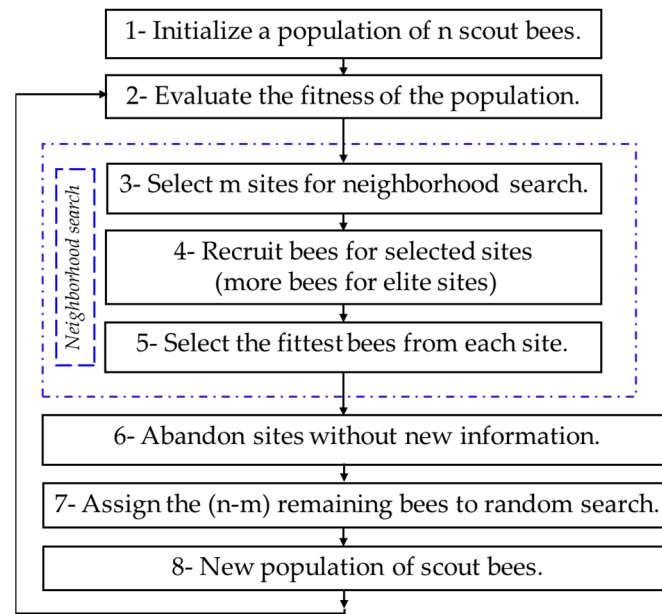 1- Initialize a population of n scout bees.
2- Evaluate the fitness of the population.
Neighborhood search
3- Select m sites for neighborhood search.
4- Recruit bees for selected sites
(more bees for elite sites)
5- Select the fittest bees from each site.
6- Abandon sites without new information.
7- Assign the (n-m) remaining bees to random search.
8- New population of scout bees.